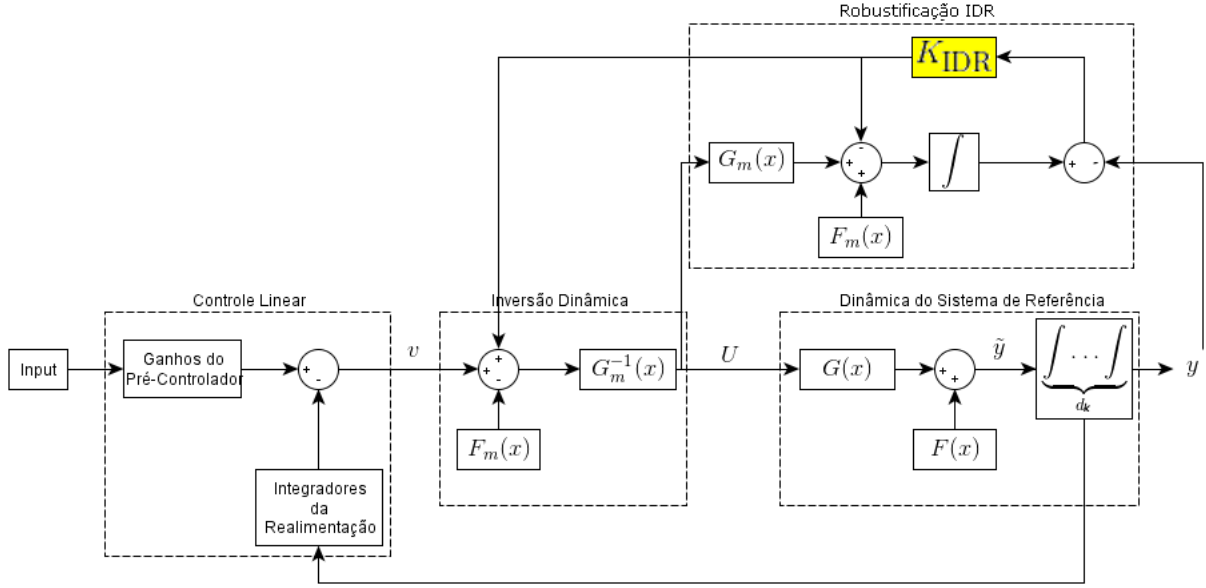 Robustificação IDR
K_IDR
-
G_m(x)
+
+
∫
+
-
F_m(x)
Controle Linear
Inversão Dinâmica
Dinâmica do Sistema de Referência
Input
Ganhos do
Pré-Controlador
-
v
+
+
-
G_m^{-1}(x)
U
G(x)
+
+
ỹ
∫ ... ∫
d_k
y
F_m(x)
F(x)
Integradores
da
Realimentação